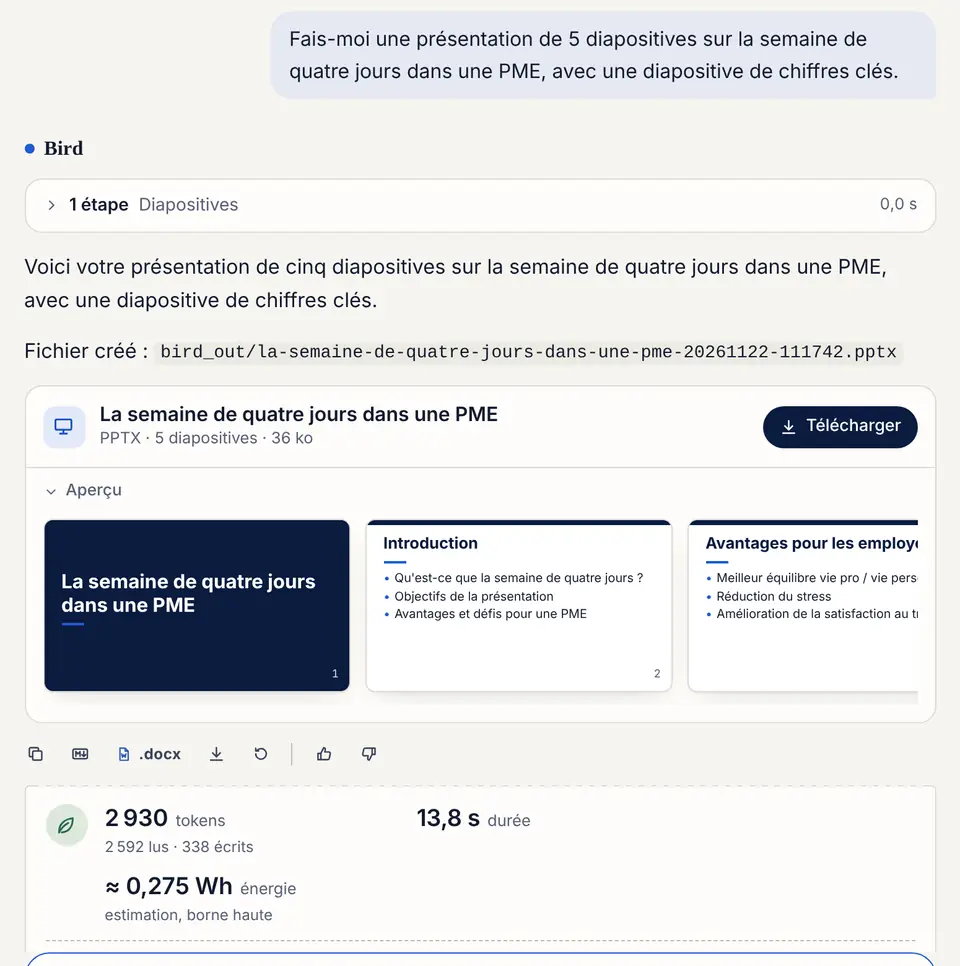 Fais-moi une présentation de 5 diapositives sur la semaine de
quatre jours dans une PME, avec une diapositive de chiffres clés.
Bird
1 étape Diapositives 0,0 s
Voici votre présentation de cinq diapositives sur la semaine de quatre jours dans une PME,
avec une diapositive de chiffres clés.
Fichier créé : bird_out/la-semaine-de-quatre-jours-dans-une-pme-20261122-111742.pptx
La semaine de quatre jours dans une PME
PPTX · 5 diapositives · 36 ko
Télécharger
Aperçu
La semaine de quatre jours
dans une PME
1
Introduction
• Qu'est-ce que la semaine de quatre jours ?
• Objectifs de la présentation
• Avantages et défis pour une PME
2
Avantages pour les
• Meilleur équilibre vie pro / vie
• Réduction du stress
• Amélioration de la satisfaction au
.docx
2 930 tokens
2 592 lus · 338 écrits
13,8 s durée
≈ 0,275 Wh énergie
estimation, borne haute